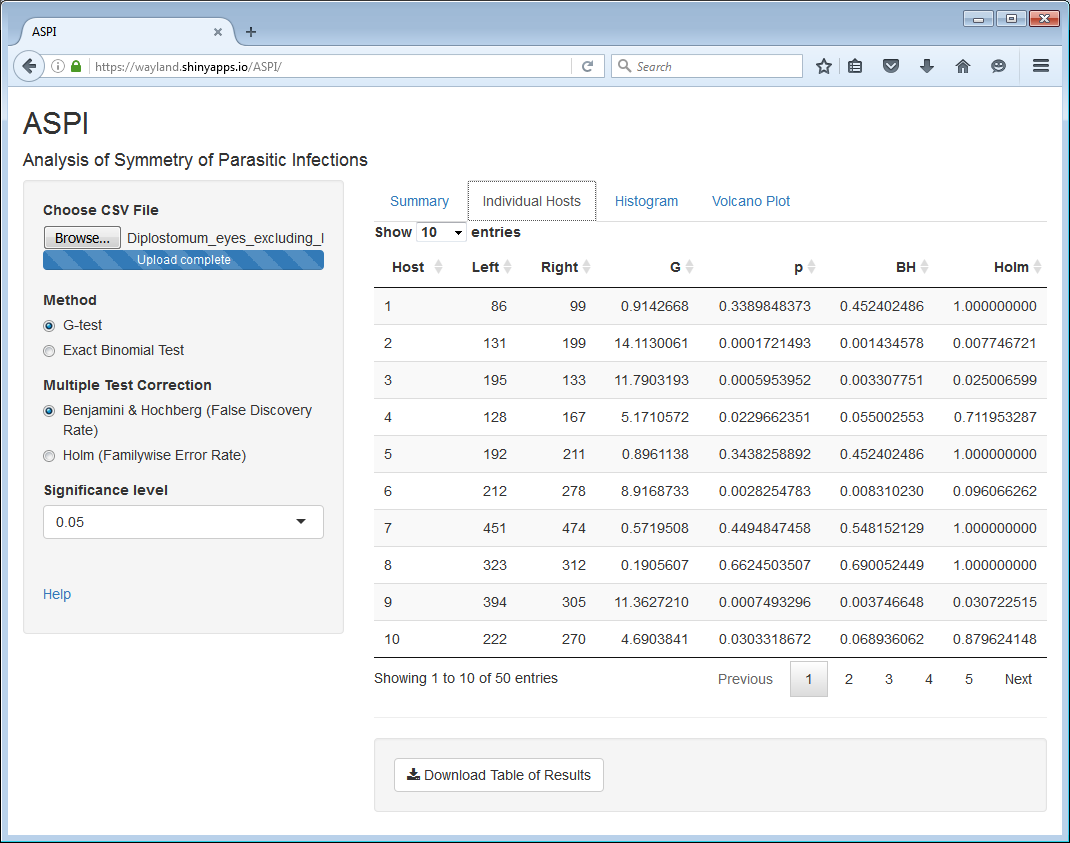 ASPI
https://wayland.shinyapps.io/ASPI/
Search
ASPI
Analysis of Symmetry of Parasitic Infections
Choose CSV File
Browse... Diplostomum_eyes_excluding_l
Upload complete
Method
G-test
Exact Binomial Test
Multiple Test Correction
Benjamini & Hochberg (False Discovery
Rate)
Holm (Familywise Error Rate)
Significance level
0.05
Help
Summary Individual Hosts Histogram Volcano Plot
Show 10 entries
Host Left Right G p BH Holm
1 86 99 0.9142668 0.3389848373 0.452402486 1.000000000
2 131 199 14.1130061 0.0001721493 0.001434578 0.007746721
3 195 133 11.7903193 0.0005953952 0.003307751 0.025006599
4 128 167 5.1710572 0.0229662351 0.055002553 0.711953287
5 192 211 0.8961138 0.3438258892 0.452402486 1.000000000
6 212 278 8.9168733 0.0028254783 0.008310230 0.096066262
7 451 474 0.5719508 0.4494847458 0.548152129 1.000000000
8 323 312 0.1905607 0.6624503507 0.690052449 1.000000000
9 394 305 11.3627210 0.0007493296 0.003746648 0.030722515
10 222 270 4.6903841 0.0303318672 0.068936062 0.879624148
Showing 1 to 10 of 50 entries
Previous 1 2 3 4 5 Next
Download Table of Results